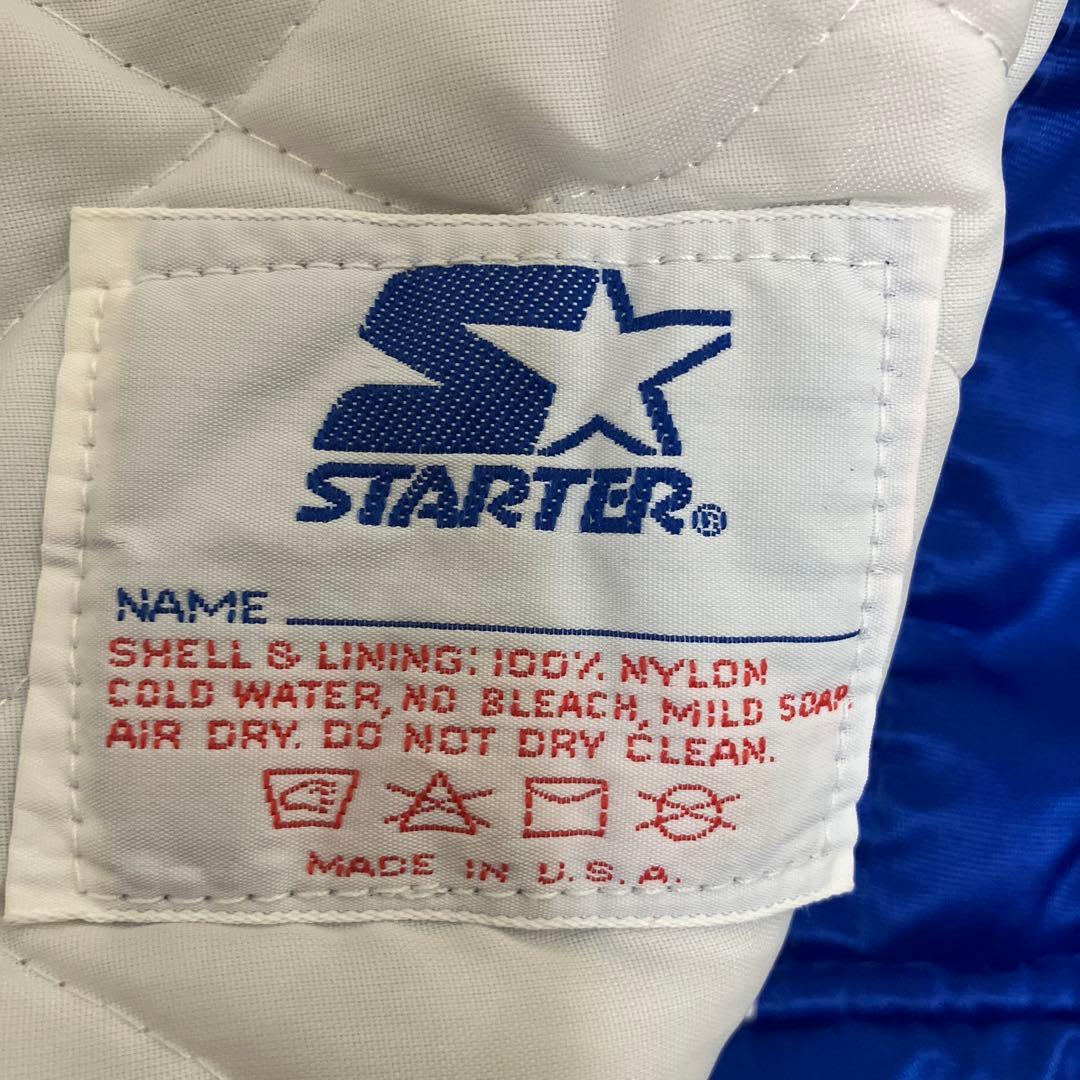 STARTER®
NAME
SHELL & LINING: 100% NYLON
COLD WATER, NO BLEACH, MILD SOAP.
AIR DRY. DO NOT DRY CLEAN.
MADE IN U.S.A.